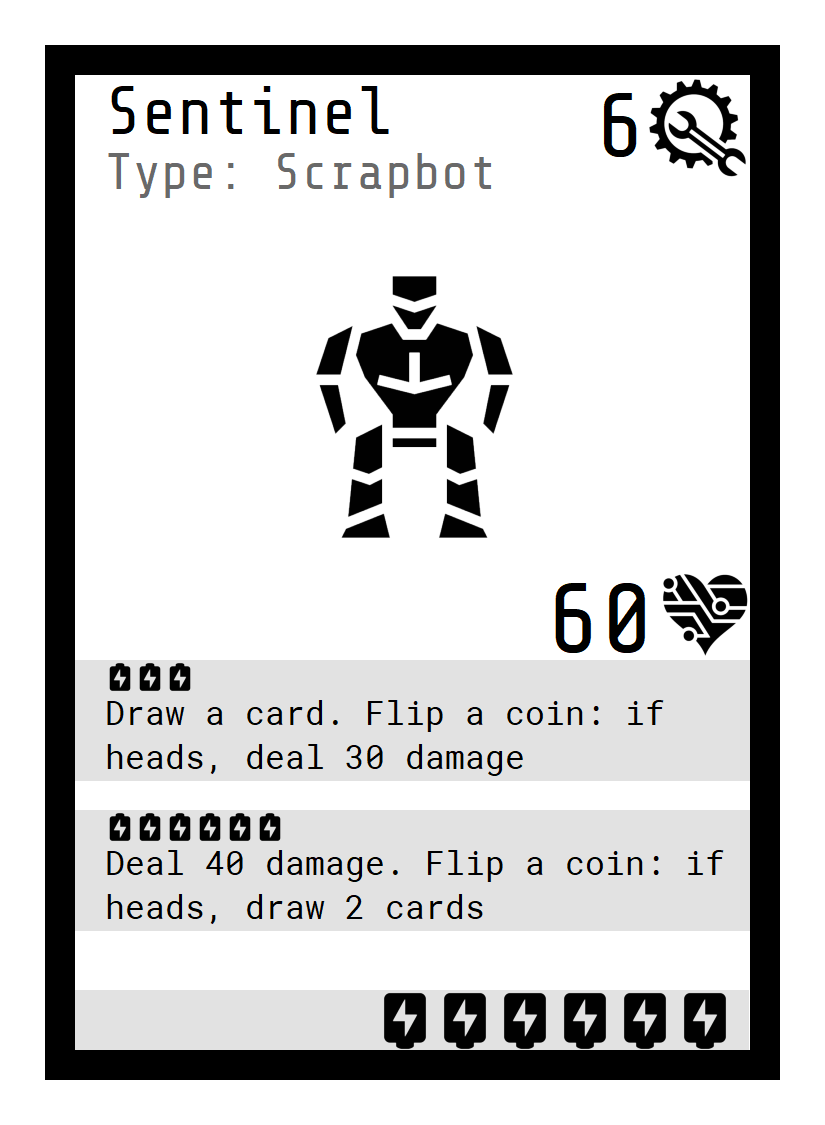 Sentinel
6
Type: Scrapbot
60
Draw a card. Flip a coin: if
heads, deal 30 damage
Deal 40 damage. Flip a coin: if
heads, draw 2 cards